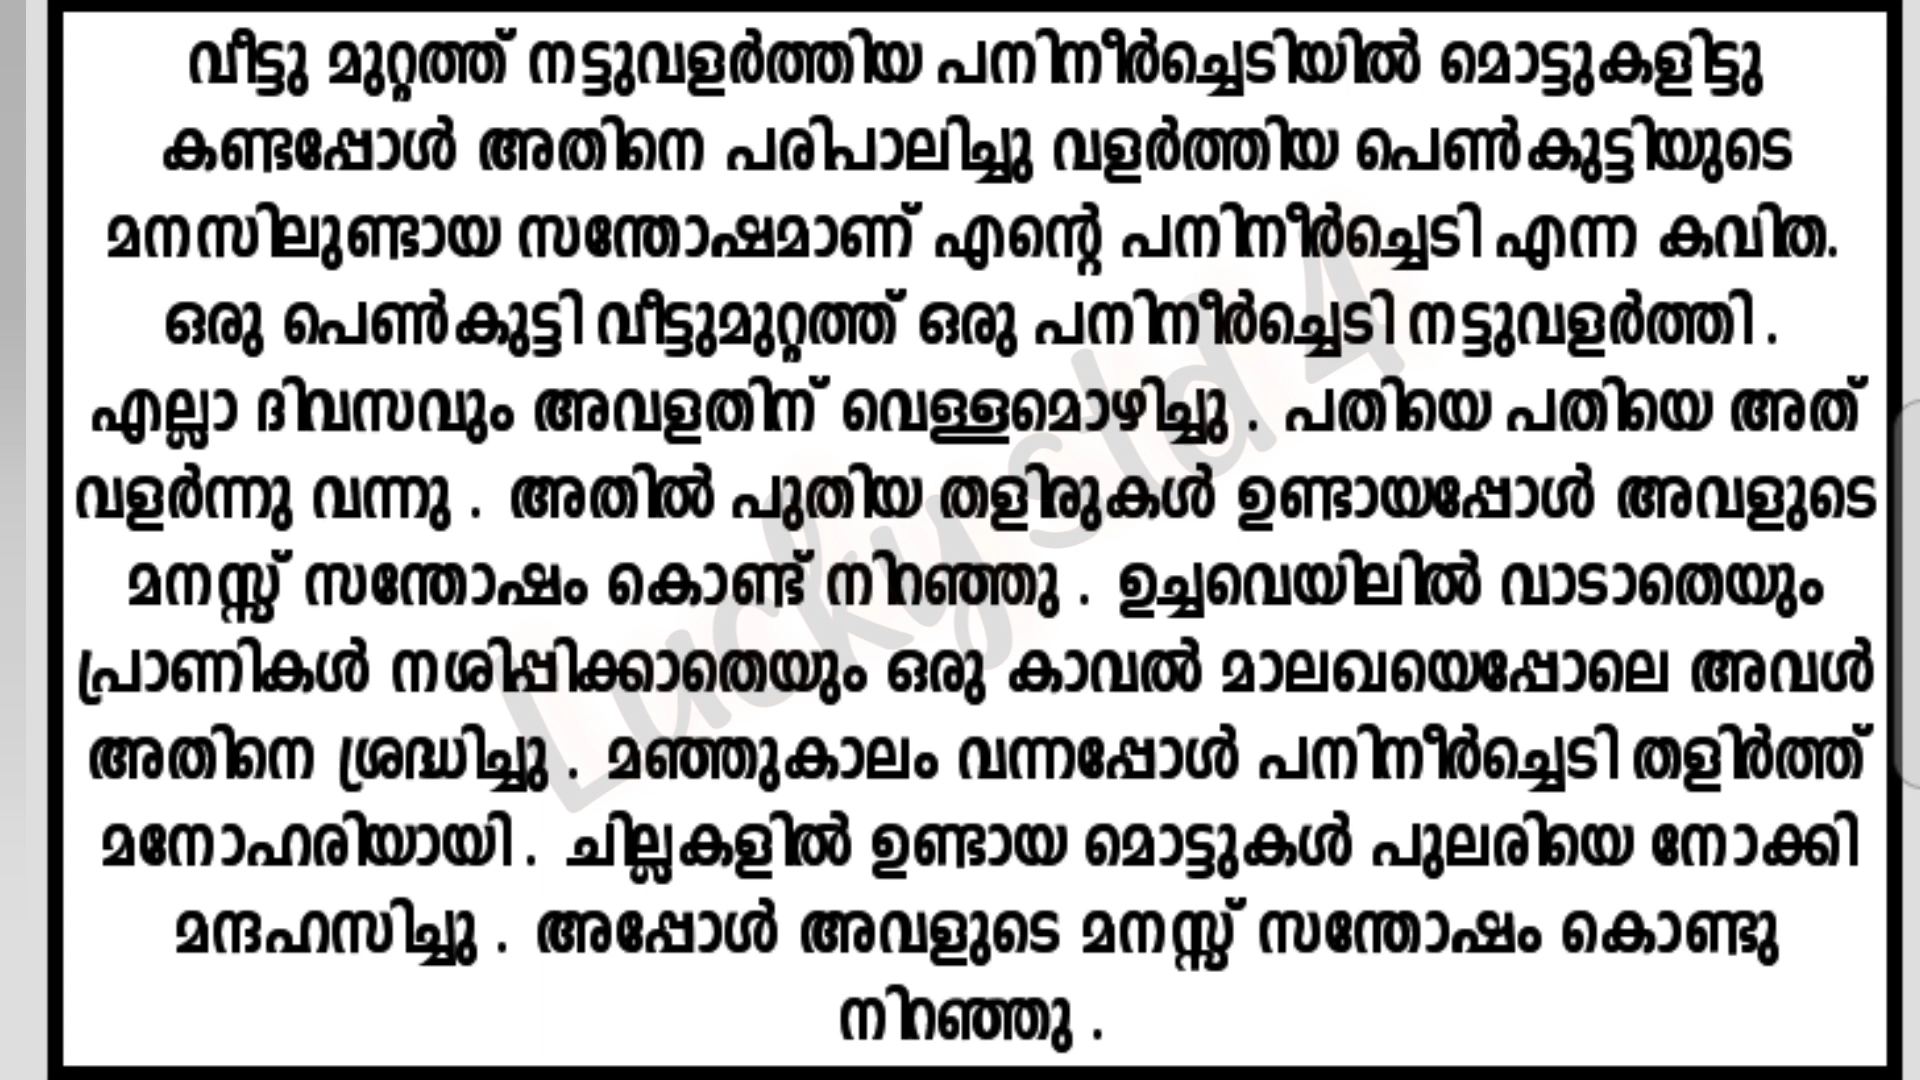 വീട്ടു മുറ്റത്ത് നട്ടുവളർത്തിയ പനിനീർച്ചെടിയിൽ മൊട്ടുകളിട്ടു
കണ്ടപ്പോൾ അതിനെ പരിപാലിച്ചു വളർത്തിയ പെൺകുട്ടിയുടെ
മനസിലുണ്ടായ സന്തോഷമാണ് എന്റെ പനിനീർച്ചെടി എന്ന കവിത.
ഒരു പെൺകുട്ടി വീട്ടുമുറ്റത്ത് ഒരു പനിനീർച്ചെടി നട്ടുവളർത്തി .
എല്ലാ ദിവസവും അവളതിന് വെള്ളമൊഴിച്ചു . പതിയെ പതിയെ അത്
വളർന്നു വന്നു . അതിൽ പുതിയ തളിരുകൾ ഉണ്ടായപ്പോൾ അവളുടെ
മനസ്സ് സന്തോഷം കൊണ്ട് നിറഞ്ഞു . ഉച്ചവെയിലിൽ വാടാതെയും
പ്രാണികൾ നശിപ്പിക്കാതെയും ഒരു കാവൽ മാലഖയെപ്പോലെ അവൾ
അതിനെ ശ്രദ്ധിച്ചു . മഞ്ഞുകാലം വന്നപ്പോൾ പനിനീർച്ചെടി തളിർത്ത്
മനോഹരിയായി . ചില്ലകളിൽ ഉണ്ടായ മൊട്ടുകൾ പുലരിയെ നോക്കി
മന്ദഹസിച്ചു . അപ്പോൾ അവളുടെ മനസ്സ് സന്തോഷം കൊണ്ടു
നിറഞ്ഞു .